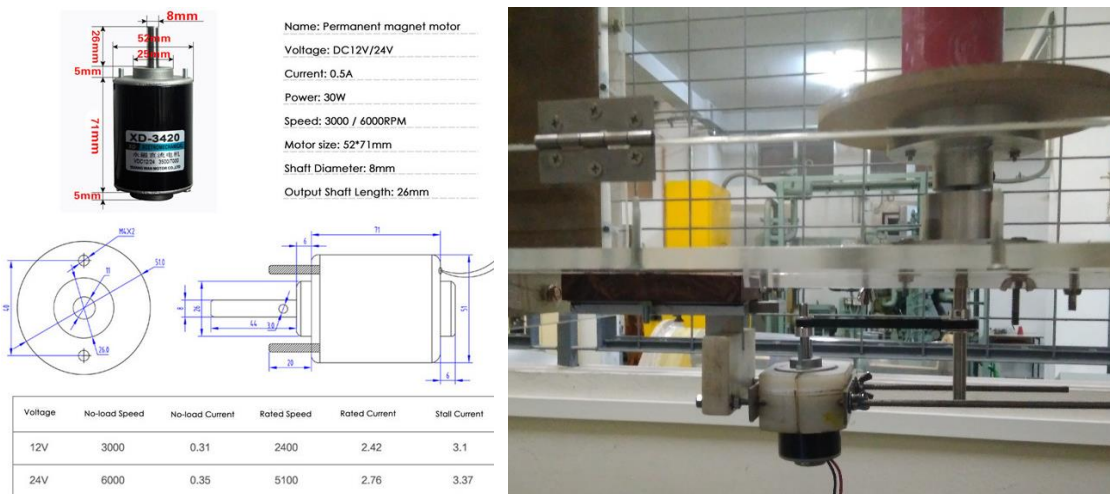 8mm
26mm
52mm
25mm
5mm
71mm
5mm
XD-3420
Name: Permanent magnet motor
Voltage: DC12V/24V
Current: 0.5A
Power: 30W
Speed: 3000 / 6000RPM
Motor size: 52*71mm
Shaft Diameter: 8mm
Output Shaft Length: 26mm
M4X2
11
51.0
40
26.0
71
6
8
26
44
3.0
20
51
6
Voltage No-load Speed No-load Current Rated Speed Rated Current Stall Current
12V 3000 0.31 2400 2.42 3.1
24V 6000 0.35 5100 2.76 3.37